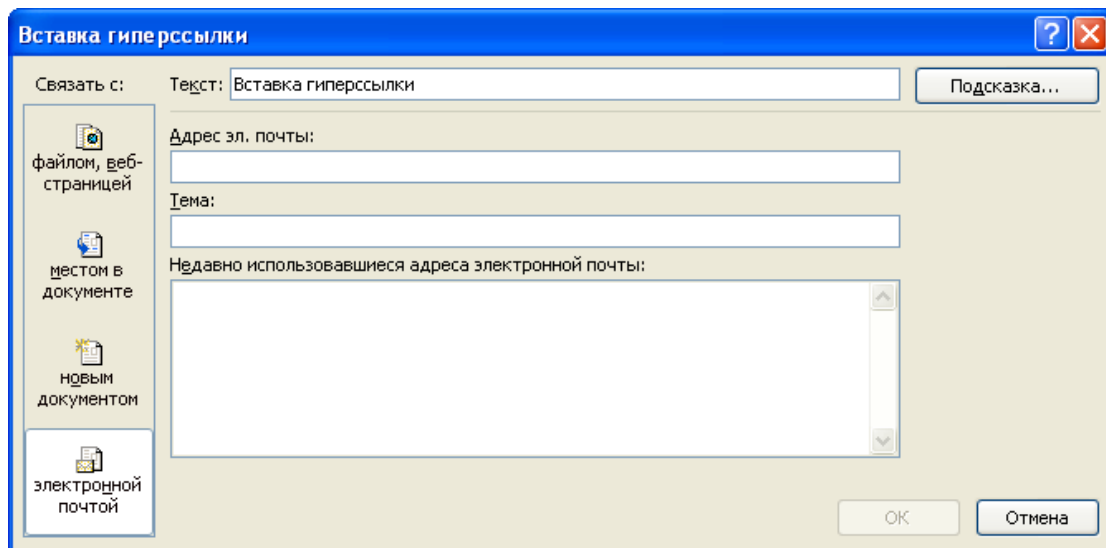 Вставка гиперссылки
Связать с:
Текст: Вставка гиперссылки
Подсказка...
файлом, веб-
страницей
местом в
документе
новым
документом
электронной
почтой
Адрес эл. почты:
Тема:
Недавно использовавшиеся адреса электронной почты:
ОК
Отмена